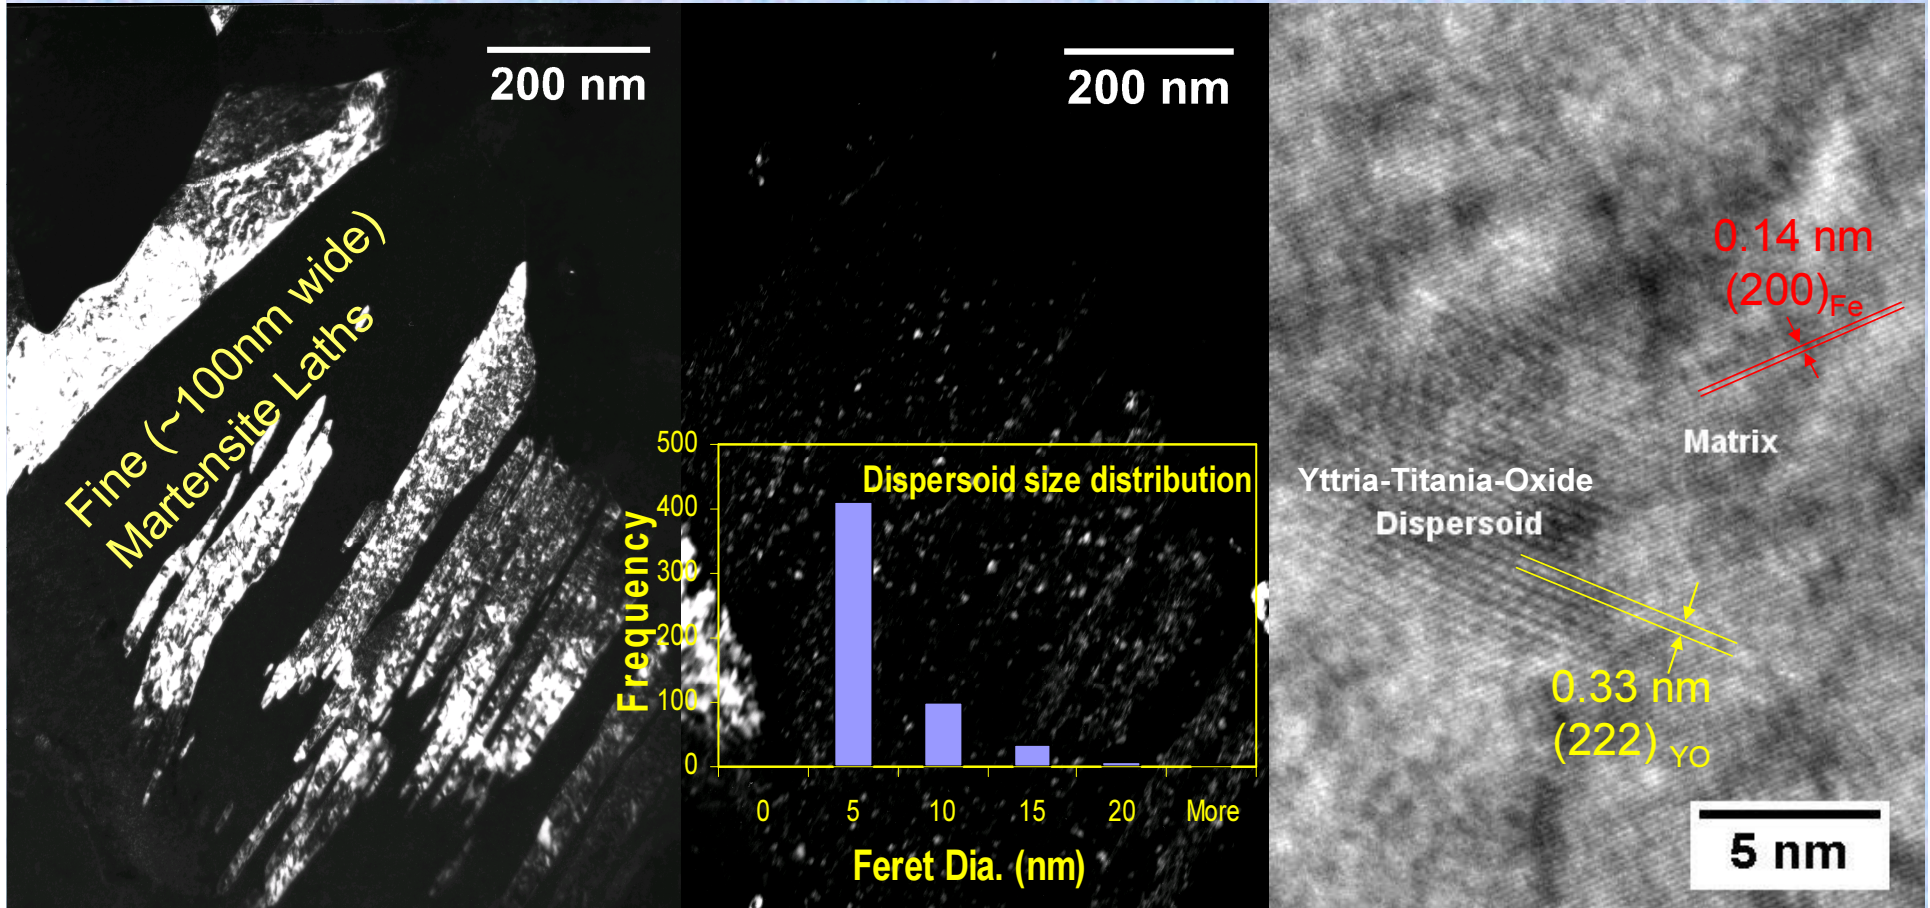 200 nm
Fine (~100nm wide)
Martensite Laths
200 nm
Dispersoid size distribution
Frequency
500
400
300
200
100
0
0 5 10 15 20 More
Feret Dia. (nm)
0.14 nm
(200)Fe
Matrix
Yttria-Titania-Oxide
Dispersoid
0.33 nm
(222) YO
5 nm